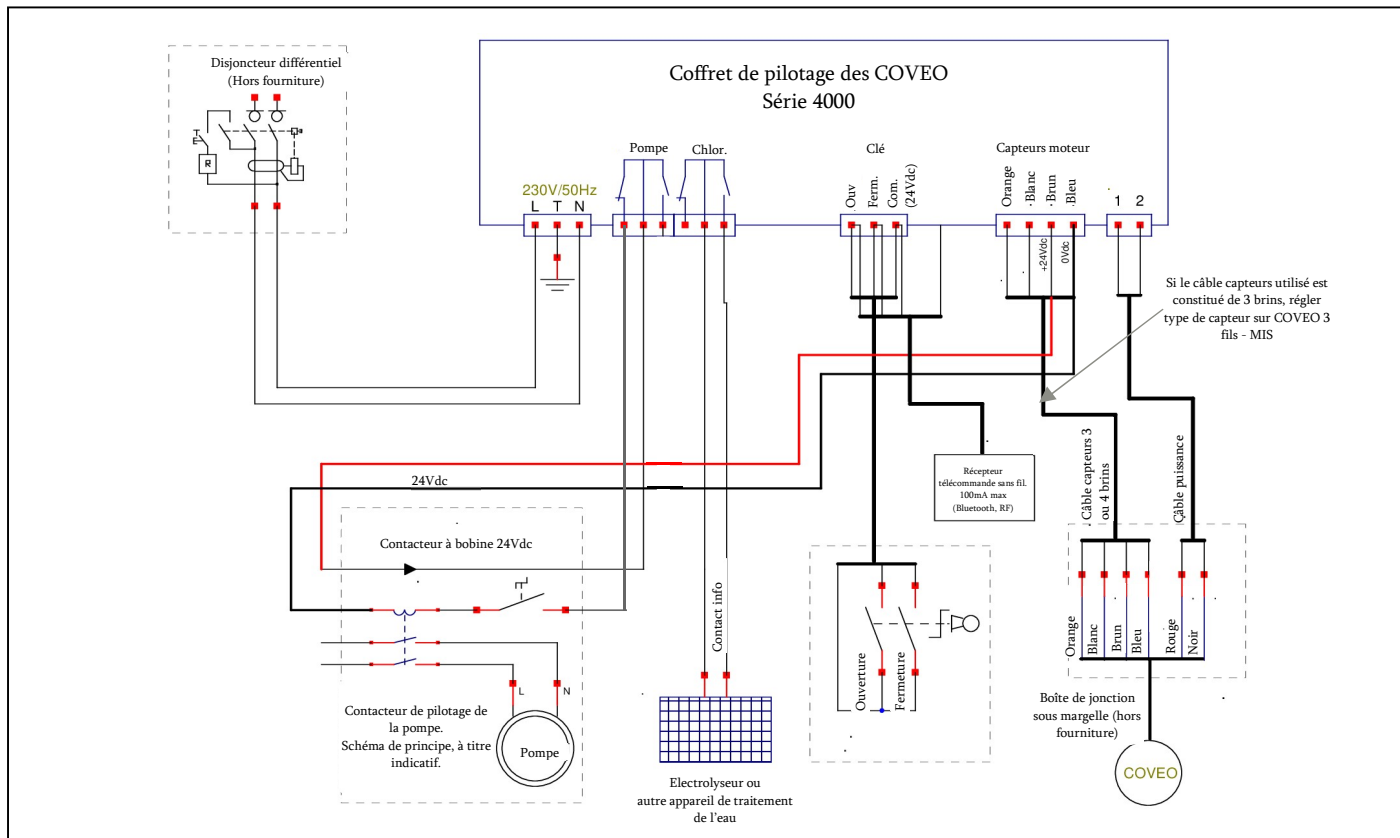 Disjoncteur différentiel
(Hors fourniture)
R
Coffret de pilotage des COVEO
Série 4000
230V/50Hz
L T N
Pompe
Chlor.
Clé
Ouv
Ferm.
Com.
(24Vdc)
Capteurs moteur
Orange
Blanc
Brun
Bleu
+24Vdc
0Vdc
1 2
Si le câble capteurs utilisé est
constitué de 3 brins, régler
type de capteur sur COVEO 3
fils - MIS
24Vdc
Contacteur à bobine 24Vdc
L
N
Pompe
Contacteur de pilotage de
la pompe.
Schéma de principe, à titre
indicatif.
Contact info
Electrolyseur ou
autre appareil de traitement
de l'eau
Récepteur
télécommande sans fil.
100mA max
(Bluetooth, RF)
Ouverture
Fermeture
Câble capteurs 3
ou 4 brins
Câble puissance
Orange
Blanc
Brun
Bleu
Rouge
Noir
Boîte de jonction
sous margelle (hors
fourniture)
COVEO